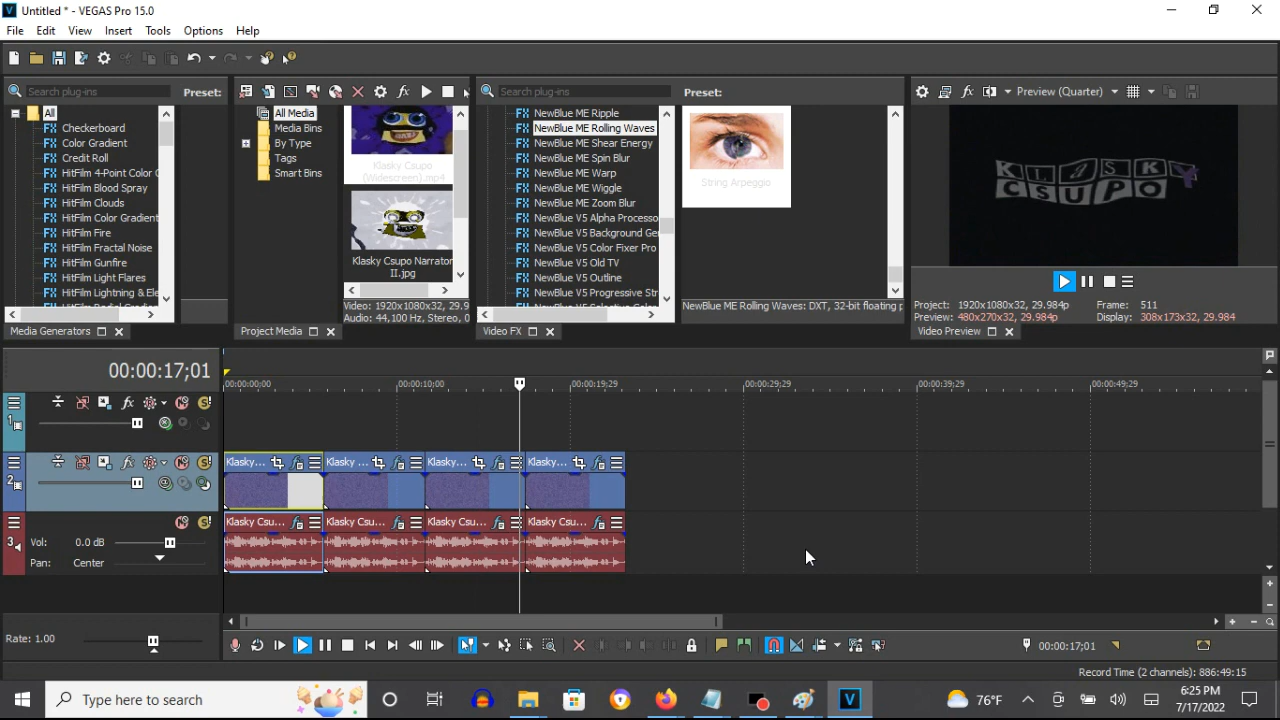 Untitled * - VEGAS Pro 15.0
File Edit View Insert Tools Options Help
Search plug-ins
Preset:
All
Checkerboard
Color Gradient
Credit Roll
HitFilm 4-Point Color G
HitFilm Blood Spray
HitFilm Clouds
HitFilm Color Gradient
HitFilm Fire
HitFilm Fractal Noise
HitFilm Gunfire
HitFilm Light Flares
HitFilm Lightning & Ele
Media Generators
All Media
Media Bins
By Type
Tags
Smart Bins
Klasky Csupo
(Widescreen).mp4
Klasky Csupo Narrator
II.jpg
Video: 1920x1080x32, 29.9
Audio: 44,100 Hz, Stereo, 0
Project Media
Search plug-ins
Preset:
NewBlue ME Ripple
NewBlue ME Rolling Waves
NewBlue ME Shear Energy
NewBlue ME Spin Blur
NewBlue ME Warp
NewBlue ME Wiggle
NewBlue ME Zoom Blur
NewBlue V5 Alpha Processo
NewBlue V5 Background Ge
NewBlue V5 Color Fixer Pro
NewBlue V5 Old TV
NewBlue V5 Outline
NewBlue V5 Progressive Str
String Arpeggio
NewBlue ME Rolling Waves: DXT, 32-bit floating p
Video FX
Preview (Quarter)
KLASKY
CSUPO
Project: 1920x1080x32, 29.984p Frame: 511
Preview: 480x270x32, 29.984p Display: 308x173x32, 29.984
Video Preview
00:00:17;01
00:00:00;00 00:00:10;00 00:00:19;29 00:00:29;29 00:00:39;29 00:00:49;29
1
2
Klasky... Klasky ... Klasky... Klasky...
3
Vol: 0.0 dB
Pan: Center
Klasky Csu... Klasky Csu... Klasky Csu... Klasky Csu...
Rate: 1.00
00:00:17;01
Record Time (2 channels): 886:49:15
Type here to search
76°F
6:25 PM
7/17/2022